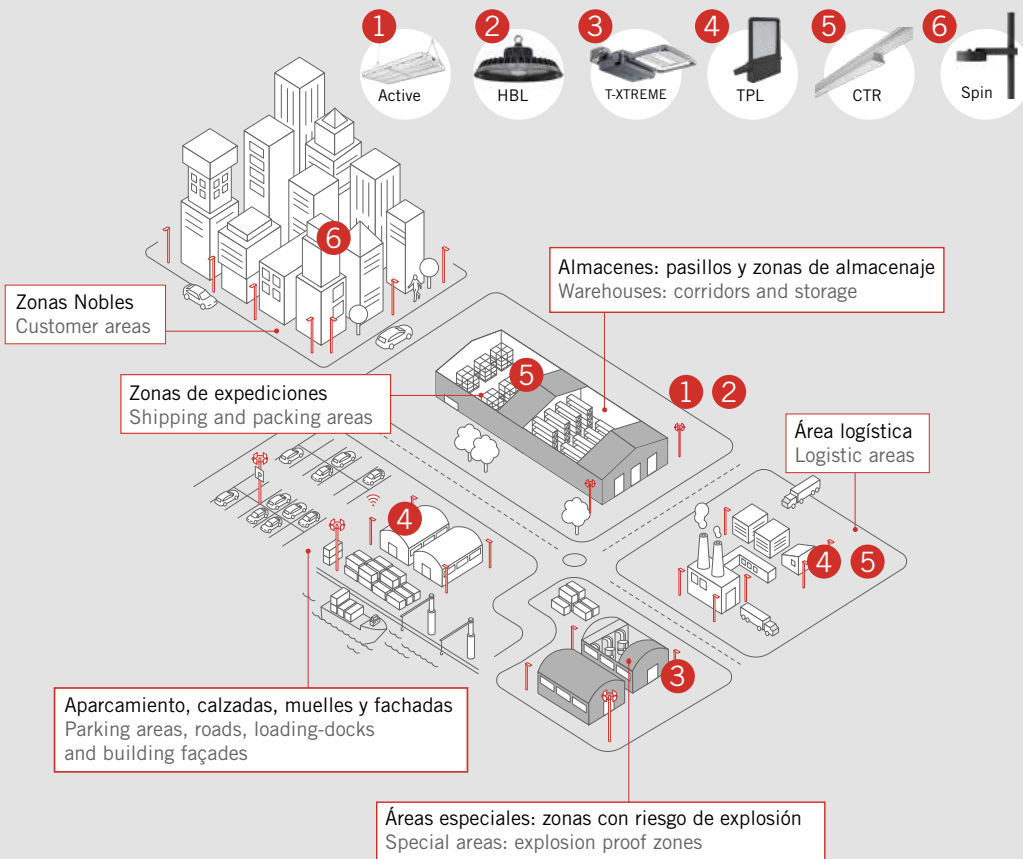 1 2 3 4 5 6
Active HBL T-XTREME TPL CTR Spin
6
Almacenes: pasillos y zonas de almacenaje
Warehouses: corridors and storage
Zonas Nobles
Customer areas
5
Zonas de expediciones
Shipping and packing areas
1 2
Área logística
Logistic areas
4
4 5
3
Aparcamiento, calzadas, muelles y fachadas
Parking areas, roads, loading-docks
and building façades
Áreas especiales: zonas con riesgo de explosión
Special areas: explosion proof zones